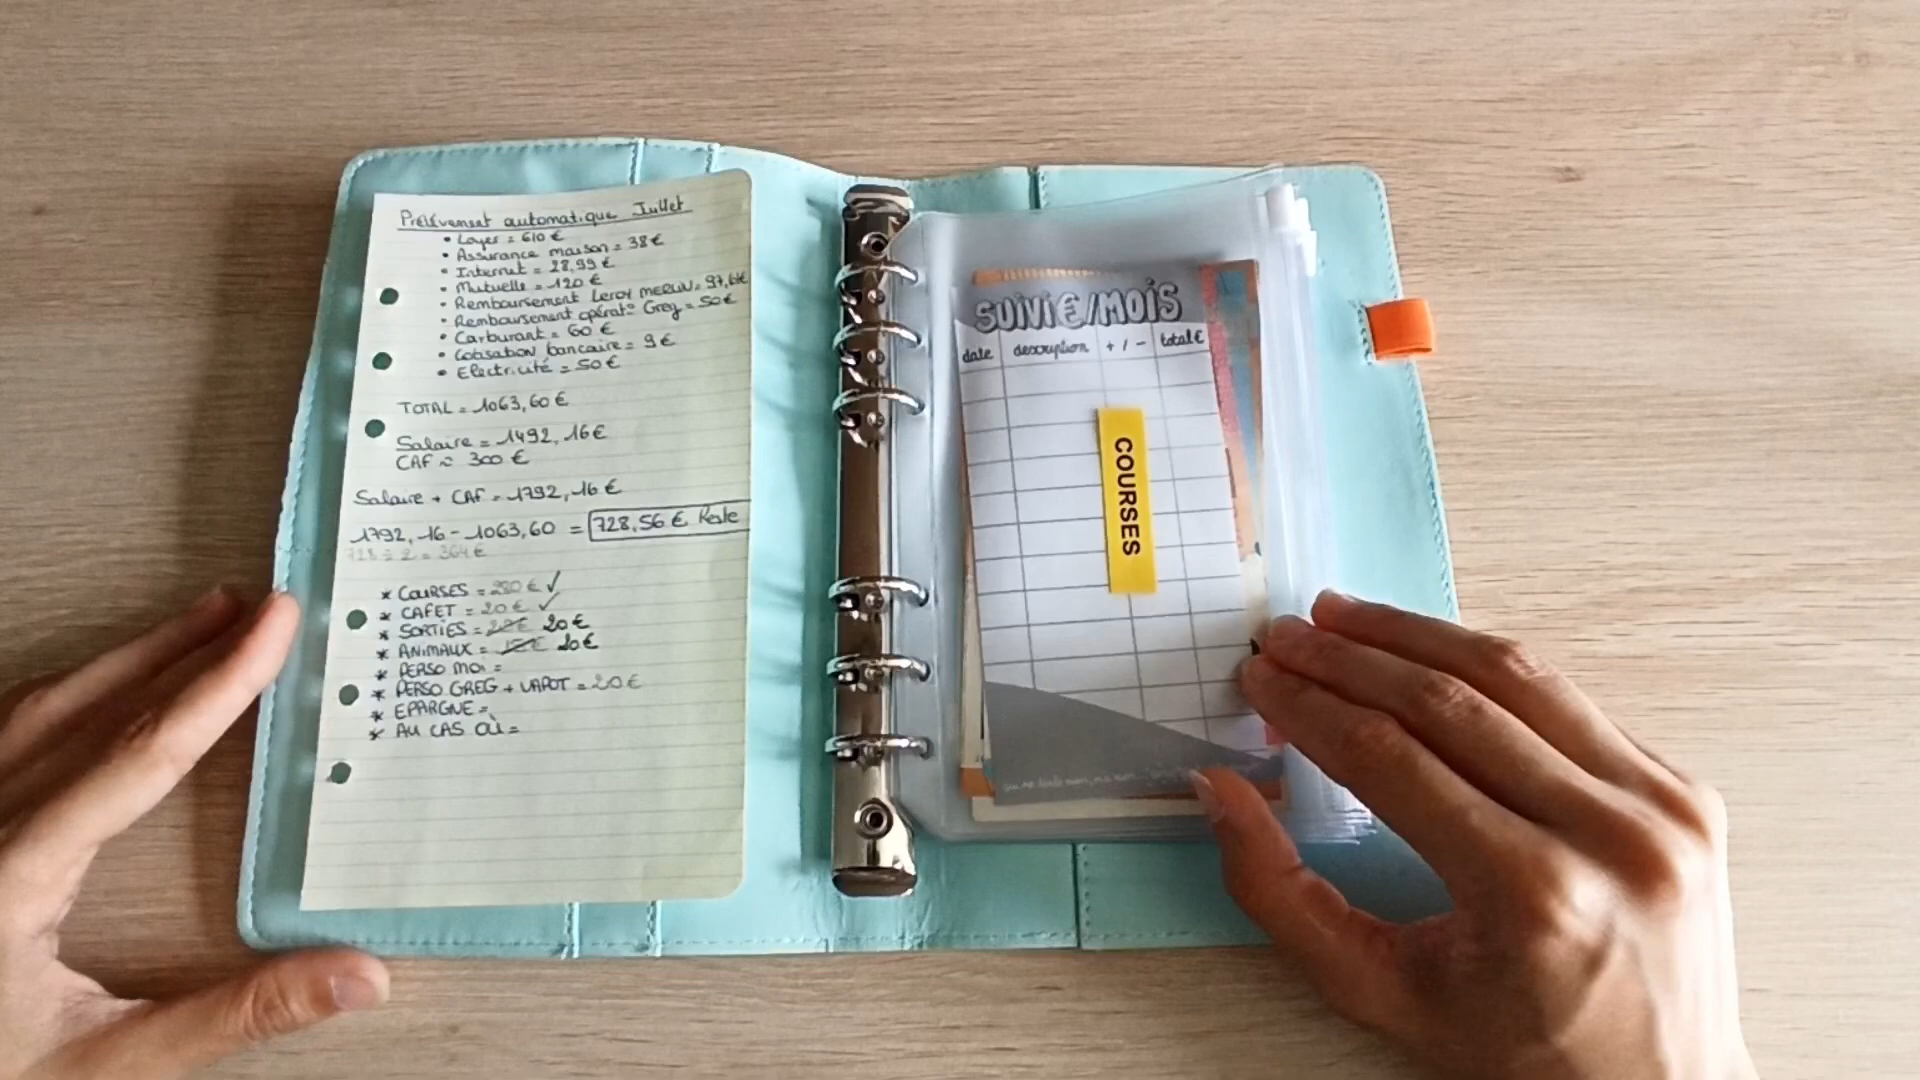 Prélévement automatique Juillet
• Loyer = 610 €
• Assurance maison = 38 €
• Internet = 28,99 €
• Mutuelle = 120 €
• Remboursement Leroy MERLIN = 97,61€
• Remboursement opérat° Greg = 50 €
• Carburant = 60 €
• Cotisation bancaire = 9 €
• Electricité = 50 €
TOTAL = 1063,60 €
Salaire = 1492,16 €
CAF ≈ 300 €
Salaire + CAF = 1792,16 €
1792,16 - 1063,60 = 728,56 € Reste
728 ÷ 2 = 364 €
* COURSES = 280 € ✓
* CAFET = 20 € ✓
* SORTIES = 20 €
* ANIMAUX = 20 €
* PERSO MOI =
* PERSO GREG + VAPOT = 20 €
* EPARGNE =
* AU CAS OÙ =
SUIVI €/MOIS
date description +/- total €
COURSES